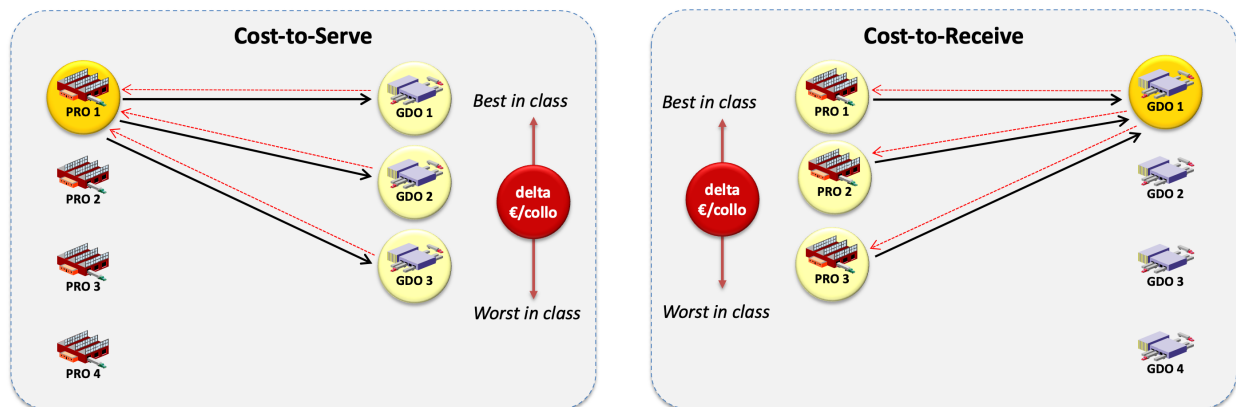 Cost-to-Serve
PRO 1
PRO 2
PRO 3
PRO 4
GDO 1
GDO 2
GDO 3
Best in class
delta
€/collo
Worst in class
Cost-to-Receive
Best in class
delta
€/collo
Worst in class
PRO 1
PRO 2
PRO 3
GDO 1
GDO 2
GDO 3
GDO 4